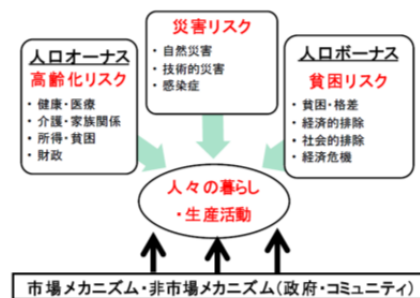 人口オーナス
高齢化リスク
・ 健康・医療
・ 介護・家族関係
・ 所得・貧困
・ 財政
災害リスク
・ 自然災害
・ 技術的災害
・ 感染症
人口ボーナス
貧困リスク
・ 貧困・格差
・ 経済的排除
・ 社会的排除
・ 経済危機
人々の暮らし
・生産活動
市場メカニズム・非市場メカニズム(政府・コミュニティ)